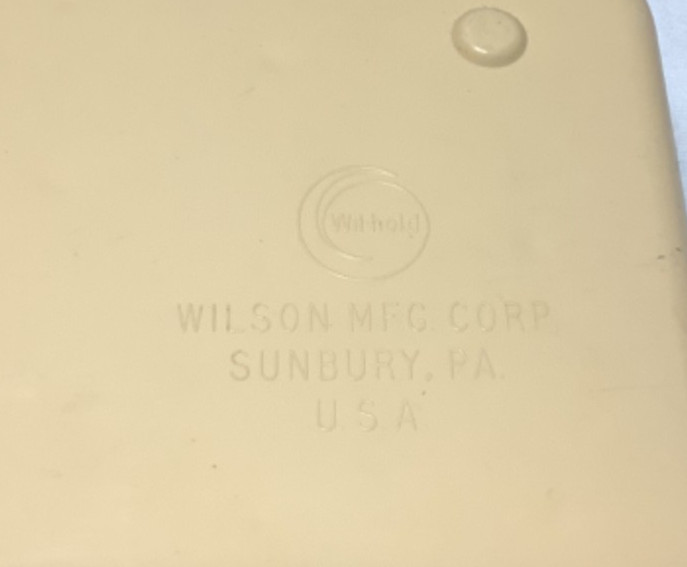 Wil-hold
WILSON MFG. CORP.
SUNBURY, PA.
U.S.A